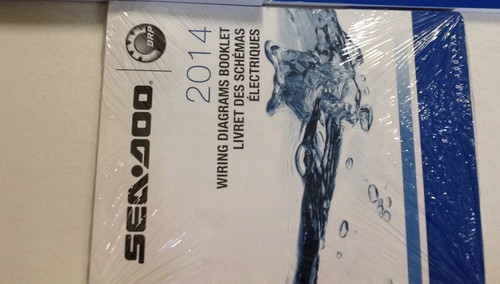 BRP
sea-doo
2014
WIRING DIAGRAMS BOOKLET
LIVRET DES SCHÉMAS
ÉLECTRIQUES